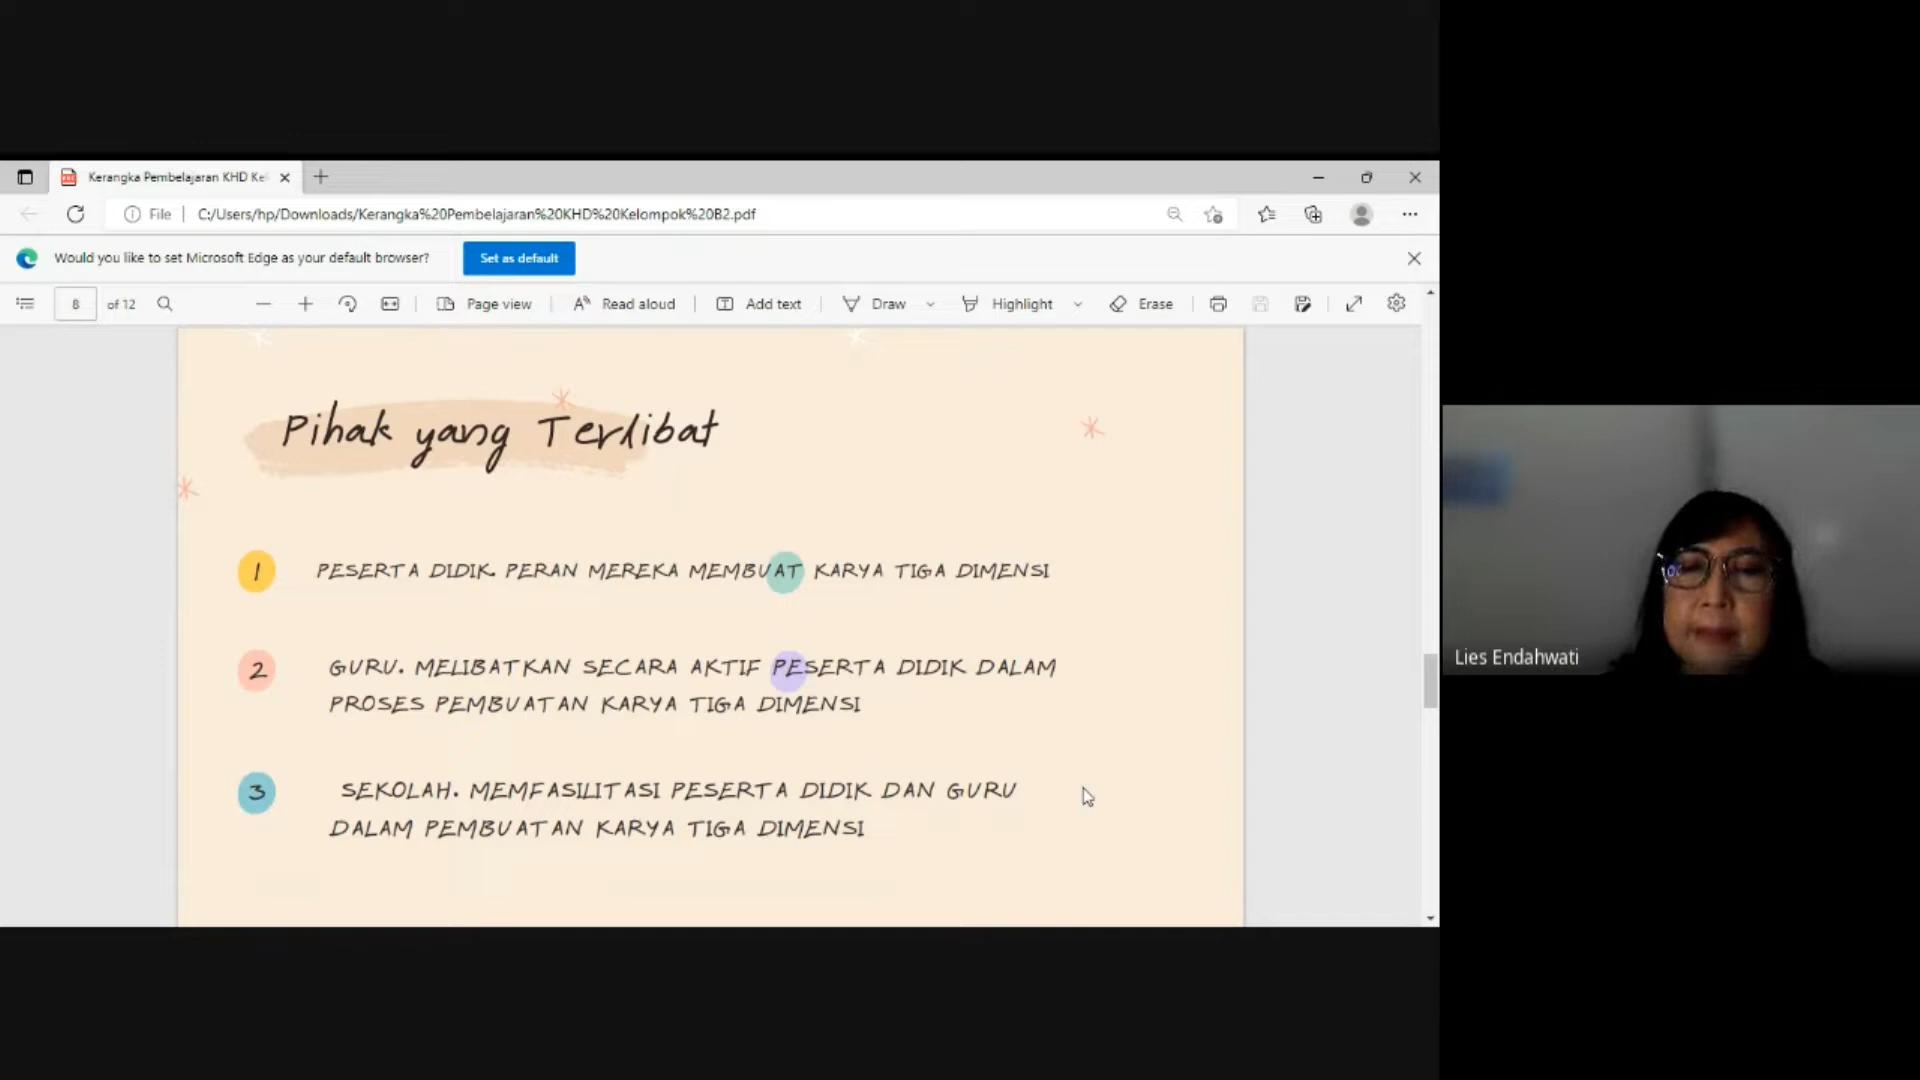 Kerangka Pembelajaran KHD Ke
File
C:/Users/hp/Downloads/Kerangka%20Pembelajaran%20KHD%20Kelompok%20B2.pdf
Would you like to set Microsoft Edge as your default browser?
Set as default
8 of 12
Page view
Read aloud
Add text
Draw
Highlight
Erase
Pihak yang Terlibat
1 PESERTA DIDIK. PERAN MEREKA MEMBUAT KARYA TIGA DIMENSI
2 GURU. MELIBATKAN SECARA AKTIF PESERTA DIDIK DALAM
PROSES PEMBUATAN KARYA TIGA DIMENSI
3 SEKOLAH. MEMFASILITASI PESERTA DIDIK DAN GURU
DALAM PEMBUATAN KARYA TIGA DIMENSI
Lies Endahwati